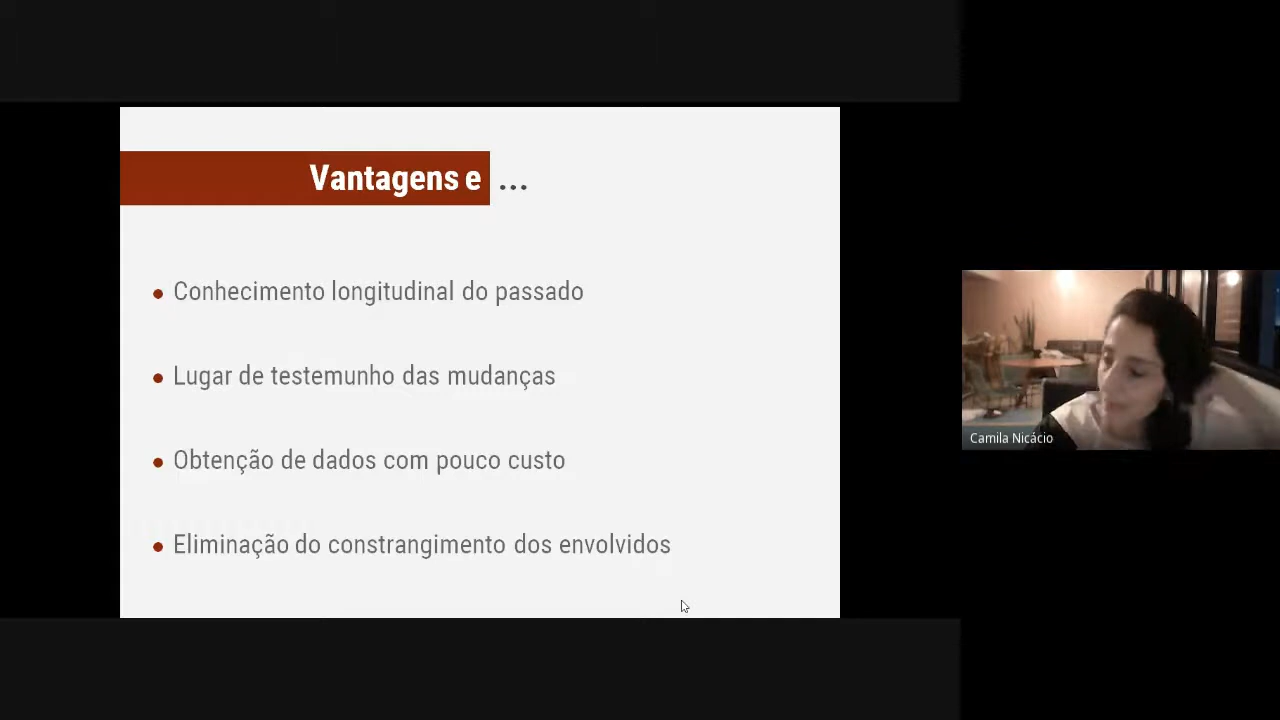 Vantagens e ...
Conhecimento longitudinal do passado
Lugar de testemunho das mudanças
Obtenção de dados com pouco custo
Eliminação do constrangimento dos envolvidos
Camila Nicácio